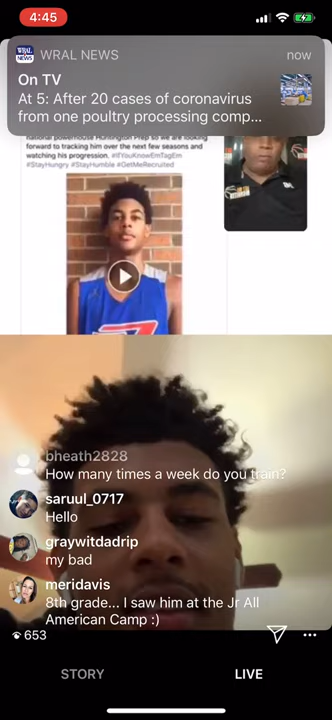 4:45
WRAL NEWS
now
On TV
At 5: After 20 cases of coronavirus
from one poultry processing comp...
national powerhouse Huntington Prep so we are looking
forward to tracking him over the next few seasons and
watching his progression. #IfYouKnowEmTagEm
#StayHungry #StayHumble #GetMeRecruited
bheath2828
How many times a week do you train?
saruul_0717
Hello
graywitdadrip
my bad
meridavis
8th grade... I saw him at the Jr All
American Camp :)
653
STORY
LIVE